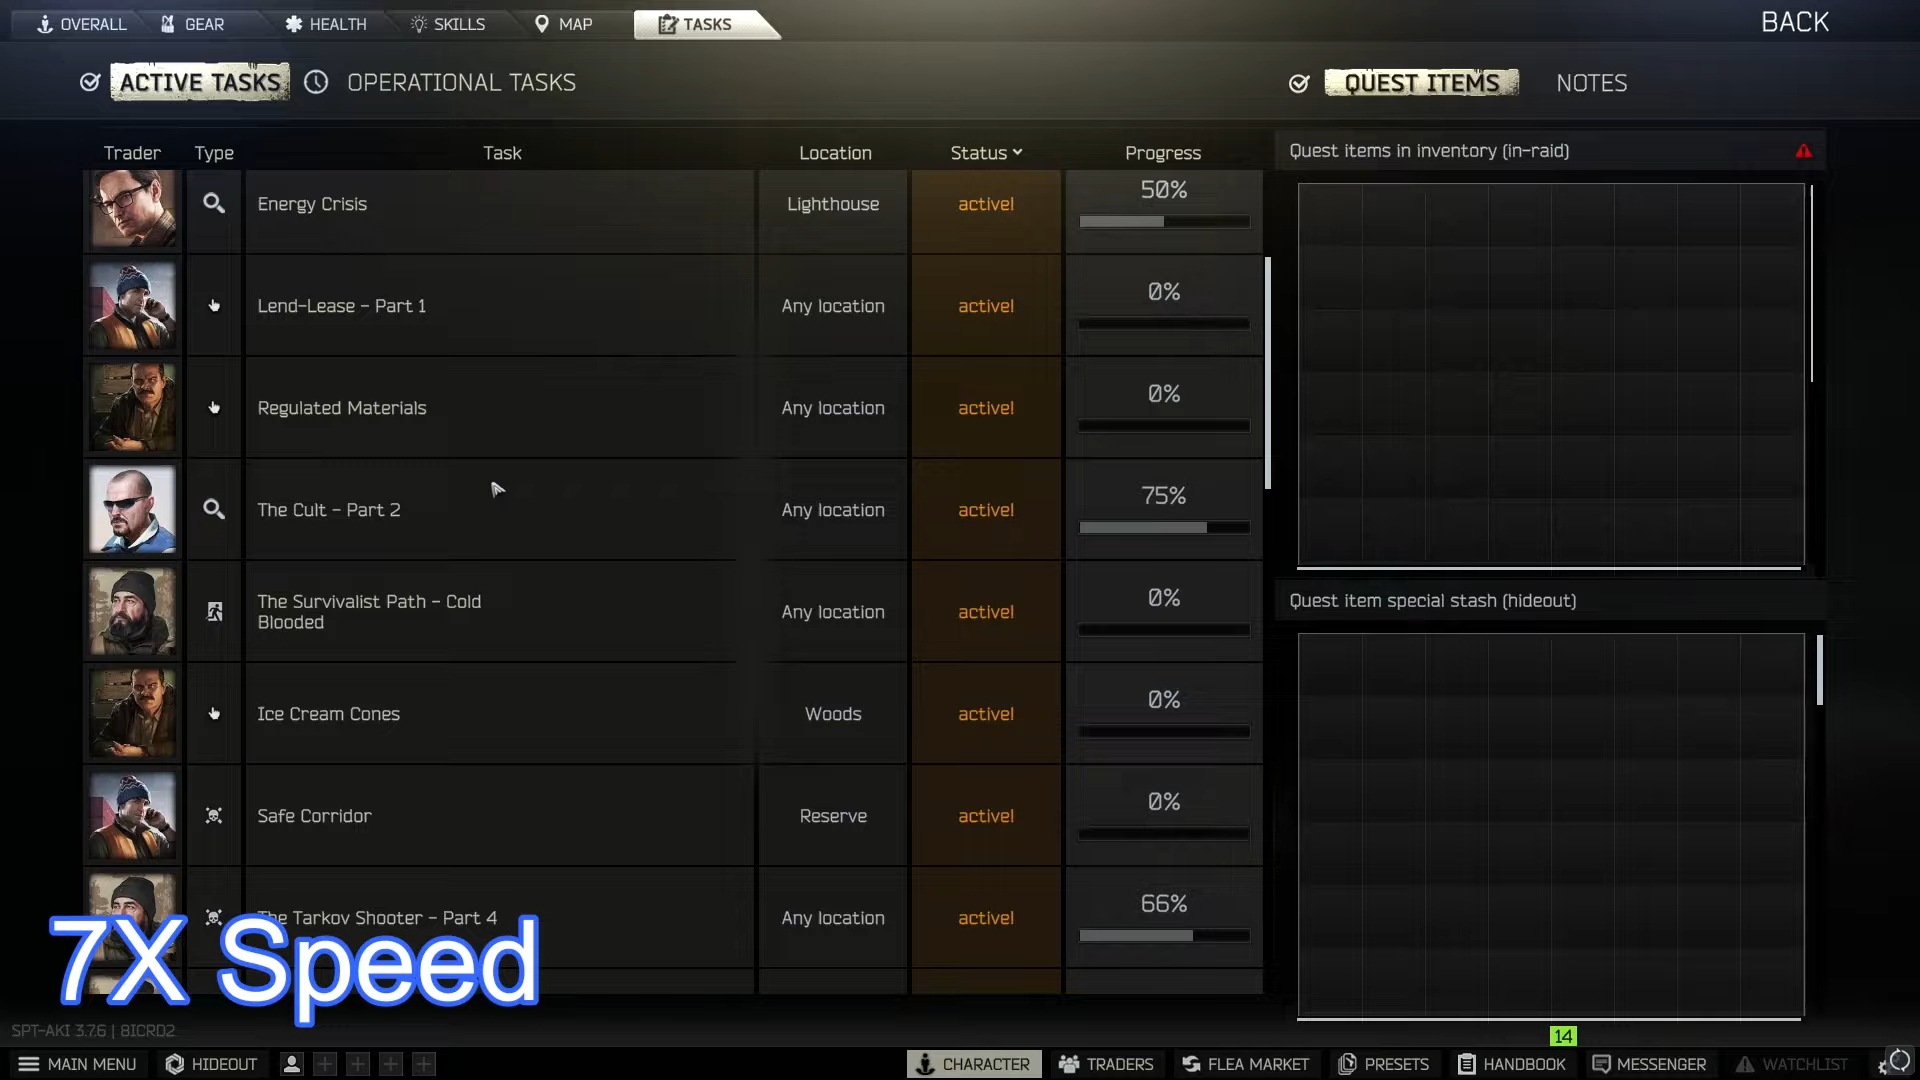 OVERALL GEAR HEALTH SKILLS MAP TASKS BACK
ACTIVE TASKS OPERATIONAL TASKS QUEST ITEMS NOTES
Trader Type Task Location Status Progress
Quest items in inventory (in-raid)
Energy Crisis Lighthouse active! 50%
Lend-Lease - Part 1 Any location active! 0%
Regulated Materials Any location active! 0%
The Cult - Part 2 Any location active! 75%
The Survivalist Path - Cold
Blooded Any location active! 0%
Quest item special stash (hideout)
Ice Cream Cones Woods active! 0%
Safe Corridor Reserve active! 0%
The Tarkov Shooter - Part 4 Any location active! 66%
7X Speed
SPT-AKI 3.7.6 | 8ICRD2
14
MAIN MENU HIDEOUT CHARACTER TRADERS FLEA MARKET PRESETS HANDBOOK MESSENGER WATCHLIST